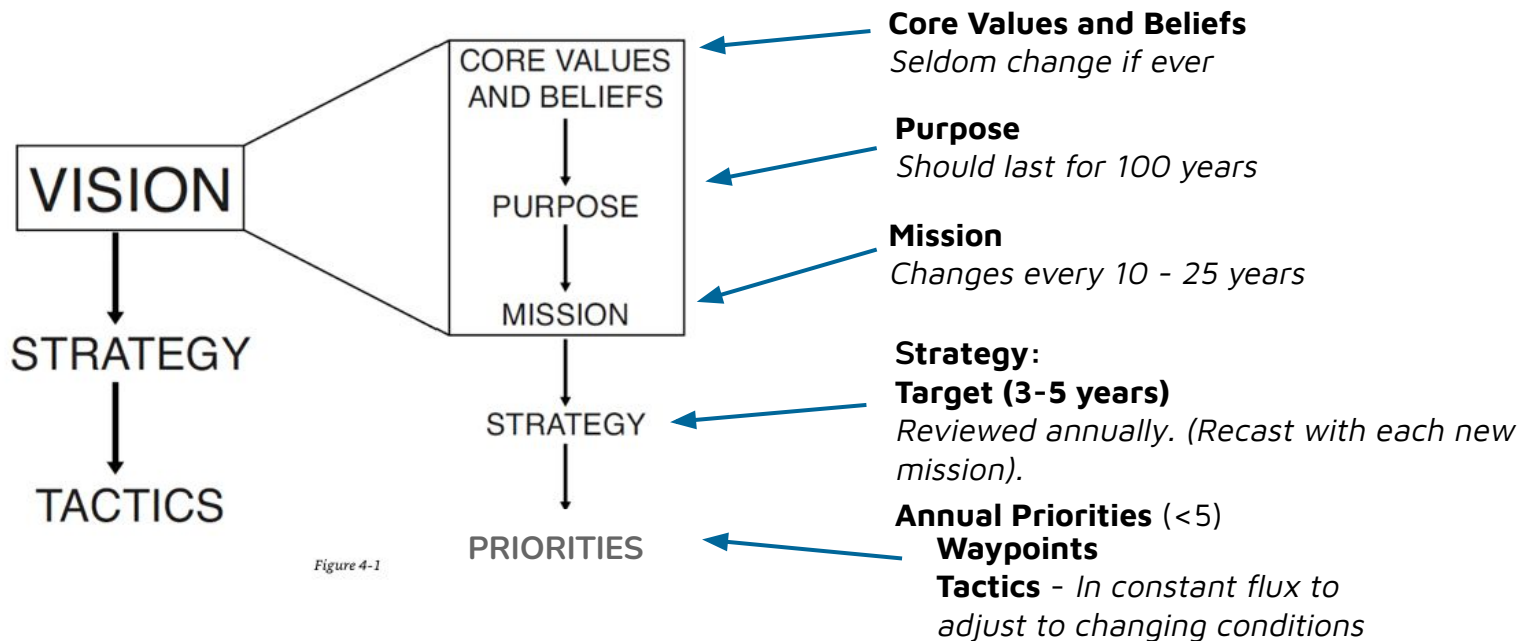 VISION
STRATEGY
TACTICS
Figure 4-1
CORE VALUES
AND BELIEFS
PURPOSE
MISSION
STRATEGY
PRIORITIES
Core Values and Beliefs
Seldom change if ever
Purpose
Should last for 100 years
Mission
Changes every 10 - 25 years
Strategy:
Target (3-5 years)
Reviewed annually. (Recast with each new
mission).
Annual Priorities (<5)
Waypoints
Tactics - In constant flux to
adjust to changing conditions